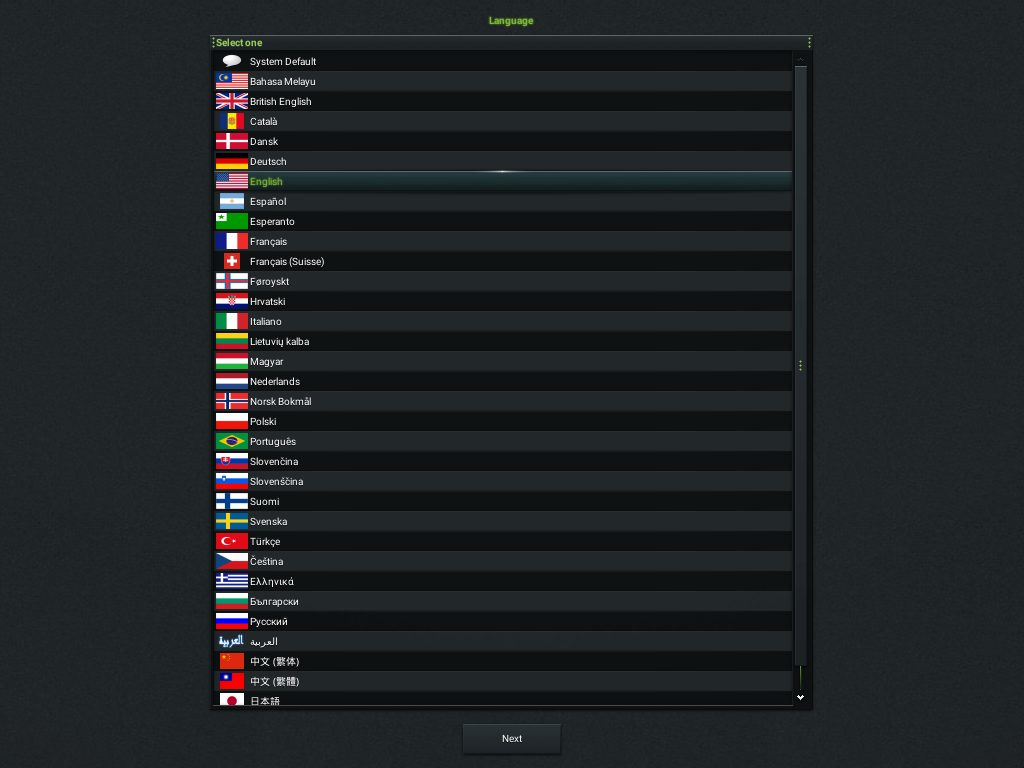 Language
Select one
System Default
Bahasa Melayu
British English
Català
Dansk
Deutsch
English
Español
Esperanto
Français
Français (Suisse)
Føroyskt
Hrvatski
Italiano
Lietuvių kalba
Magyar
Nederlands
Norsk Bokmål
Polski
Português
Slovenčina
Slovenščina
Suomi
Svenska
Türkçe
Čeština
Ελληνικά
Български
Русский
العربية العربية
中文 (繁体)
中文 (繁體)
日本語
Next